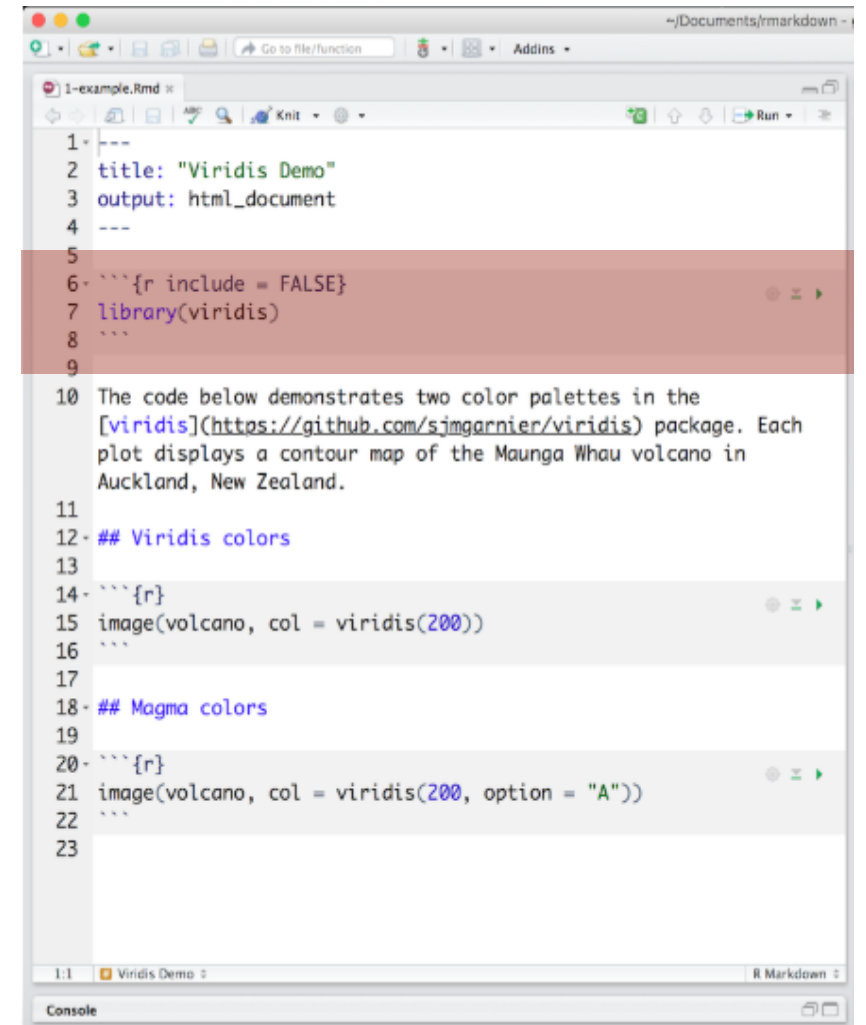 ~/Documents/rmarkdown -
Go to file/function
Addins
1-example.Rmd
ABC
Knit
Run
1 ---
2 title: "Viridis Demo"
3 output: html_document
4 ---
5
6 ```{r include = FALSE}
7 library(viridis)
8 ```
9
10 The code below demonstrates two color palettes in the
[viridis](https://github.com/sjmgarnier/viridis) package. Each
plot displays a contour map of the Maunga Whau volcano in
Auckland, New Zealand.
11
12 ## Viridis colors
13
14 ```{r}
15 image(volcano, col = viridis(200))
16 ```
17
18 ## Magma colors
19
20 ```{r}
21 image(volcano, col = viridis(200, option = "A"))
22 ```
23
1:1 Viridis Demo R Markdown
Console